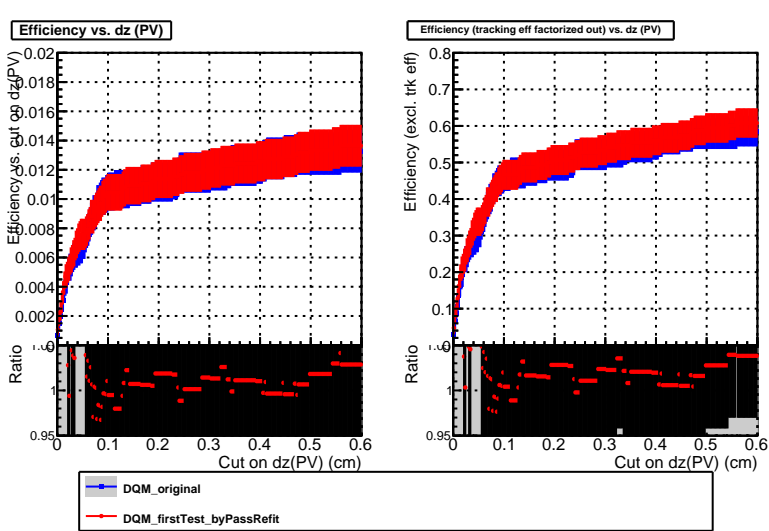 Efficiency vs. dz (PV)
Efficiency vs. cut on dz(PV)
0.02
0.018
0.016
0.014
0.012
0.01
0.008
0.006
0.004
0.002
0
Ratio
1
0.95
0 0.1 0.2 0.3 0.4 0.5 0.6
Cut on dz(PV) (cm)
Efficiency (tracking eff factorized out) vs. dz (PV)
Efficiency (excl. trk eff)
0.8
0.7
0.6
0.5
0.4
0.3
0.2
0.1
Ratio
1
0.95
0 0.1 0.2 0.3 0.4 0.5 0.6
Cut on dz(PV) (cm)
DQM_original
DQM_firstTest_byPassRefit